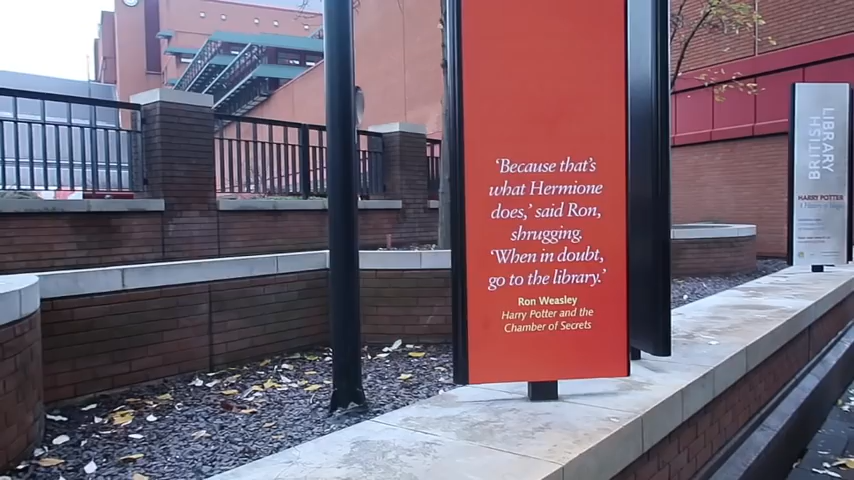 'Because that's
what Hermione
does,' said Ron,
shrugging.
'When in doubt,
go to the library.'
Ron Weasley
Harry Potter and the
Chamber of Secrets
BRITISH
LIBRARY
HARRY POTTER
A History of Magic